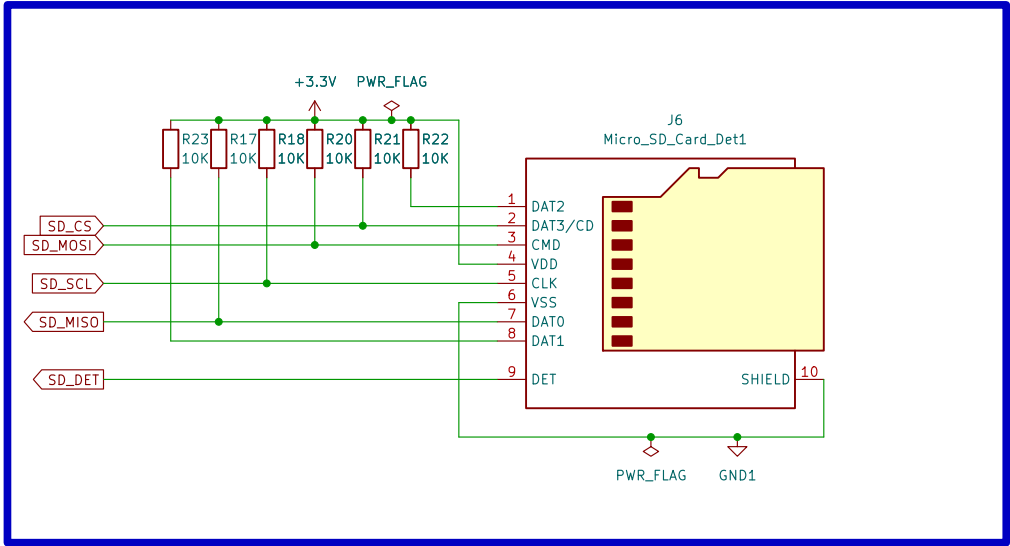 +3.3V PWR_FLAG
J6
Micro_SD_Card_Det1
R23 R17 R18 R20 R21 R22
10K 10K 10K 10K 10K 10K
1 DAT2
SD_CS 2 DAT3/CD
SD_MOSI 3 CMD
4 VDD
SD_SCL 5 CLK
6 VSS
SD_MISO 7 DAT0
8 DAT1
SD_DET 9 DET SHIELD 10
PWR_FLAG GND1